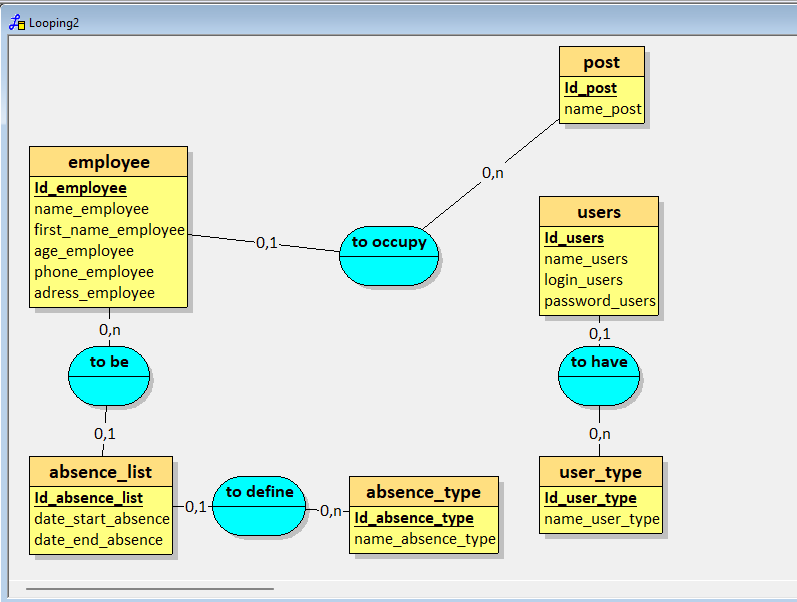 Looping2
post
Id_post
name_post
employee
Id_employee
name_employee
first_name_employee
age_employee
phone_employee
adress_employee
0,n
0,1
to occupy
users
Id_users
name_users
login_users
password_users
0,n
to be
0,1
0,1
to have
0,n
absence_list
Id_absence_list
date_start_absence
date_end_absence
0,1
to define
0,n
absence_type
Id_absence_type
name_absence_type
user_type
Id_user_type
name_user_type